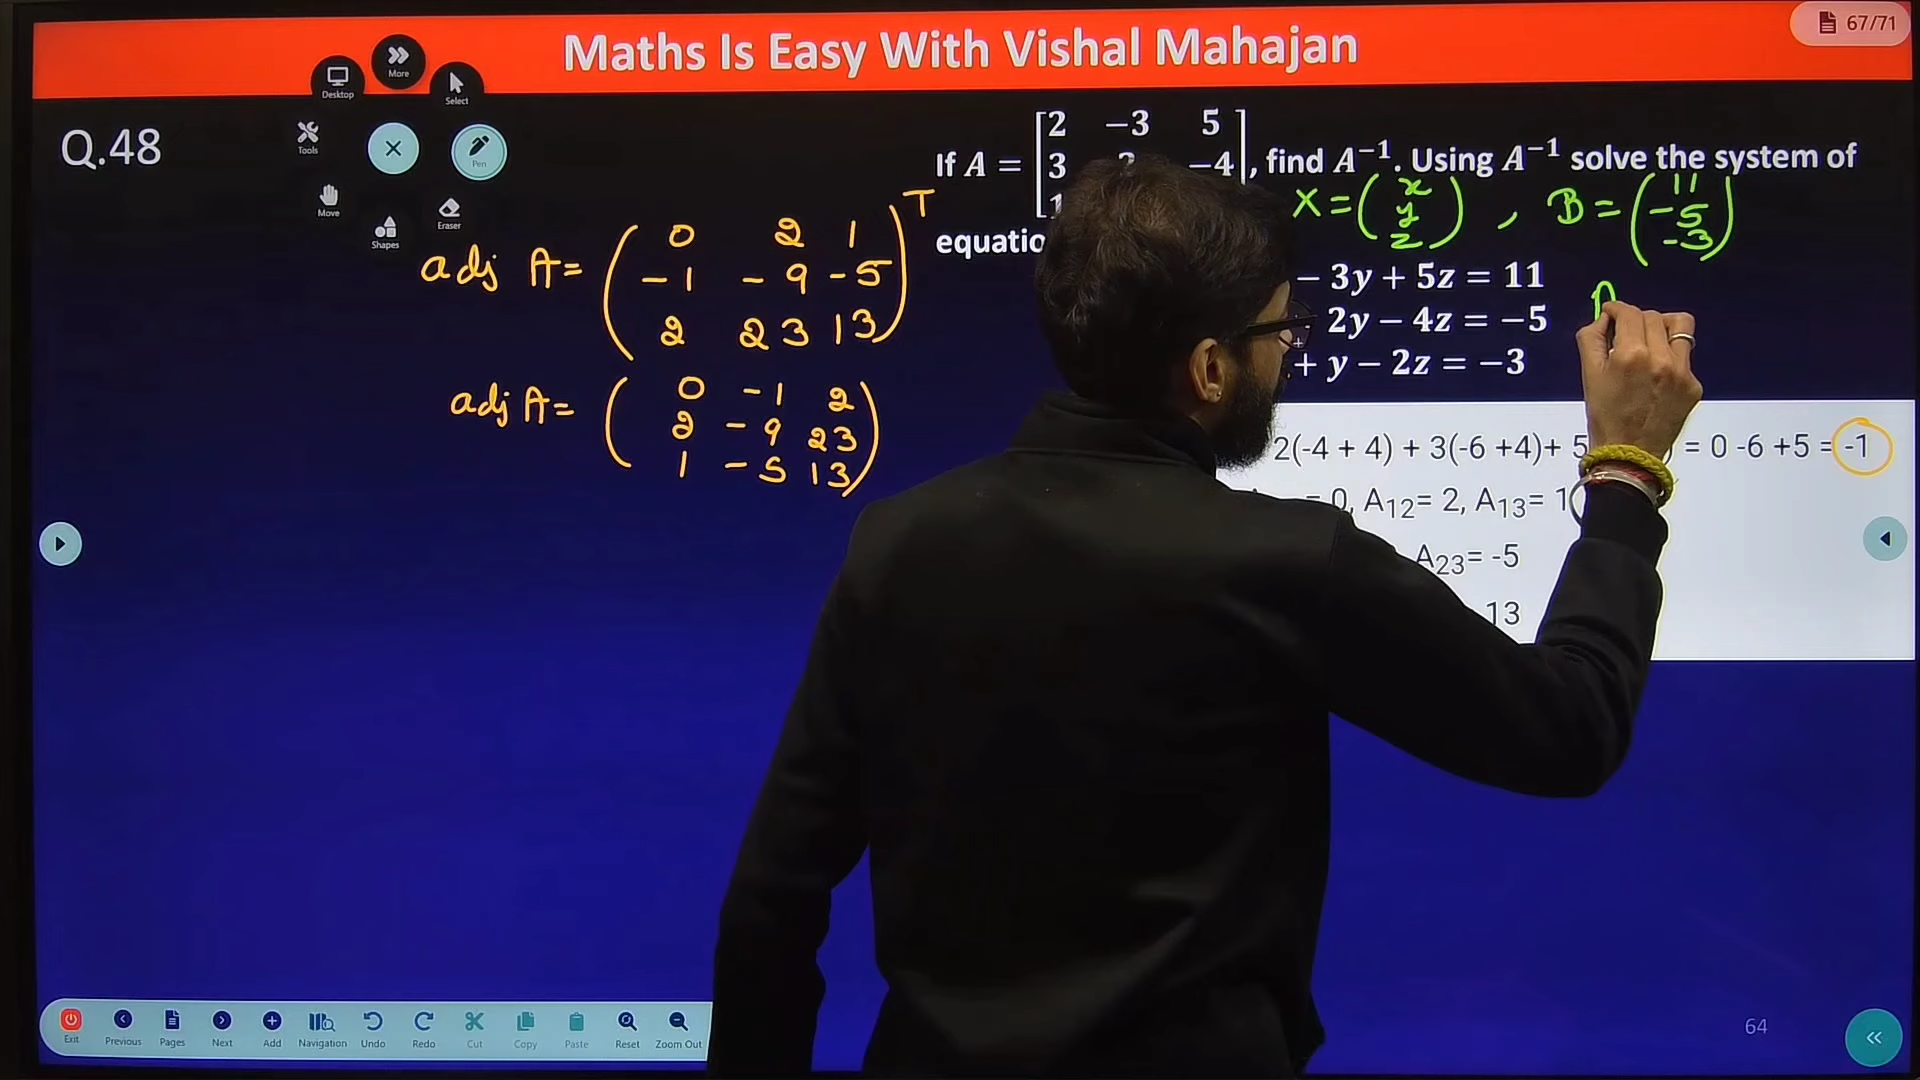 Maths Is Easy With Vishal Mahajan
67/71
Desktop
More
Select
Tools
Pen
Move
Shapes
Eraser
Q.48
If A = [2 −3 5
3 −4], find A⁻¹. Using A⁻¹ solve the system of
X = (x y z), B = (11 -5 -3)
− 3y + 5z = 11
2y − 4z = −5
+ y − 2z = −3
adj A = (0 2 1
-1 -9 -5
2 23 13)ᵀ
adj A = (0 -1 2
2 -9 23
1 -5 13)
2(-4 + 4) + 3(-6 +4)+ 5 = 0 -6 +5 = -1
= 0, A₁₂= 2, A₁₃= 1
A₂₃= -5
13
64
Exit
Previous
Pages
Next
Add
Navigation
Undo
Redo
Cut
Copy
Paste
Reset
Zoom Out